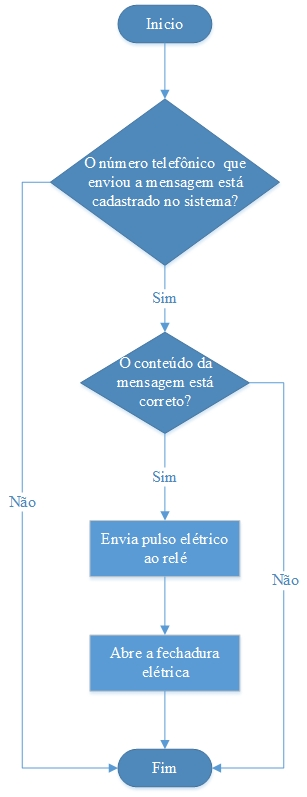 Inicio
O número telefônico que
enviou a mensagem está
cadastrado no sistema?
Sim
O conteúdo da
mensagem está
correto?
Sim
Não
Envia pulso elétrico
ao relé
Não
Abre a fechadura
elétrica
Fim